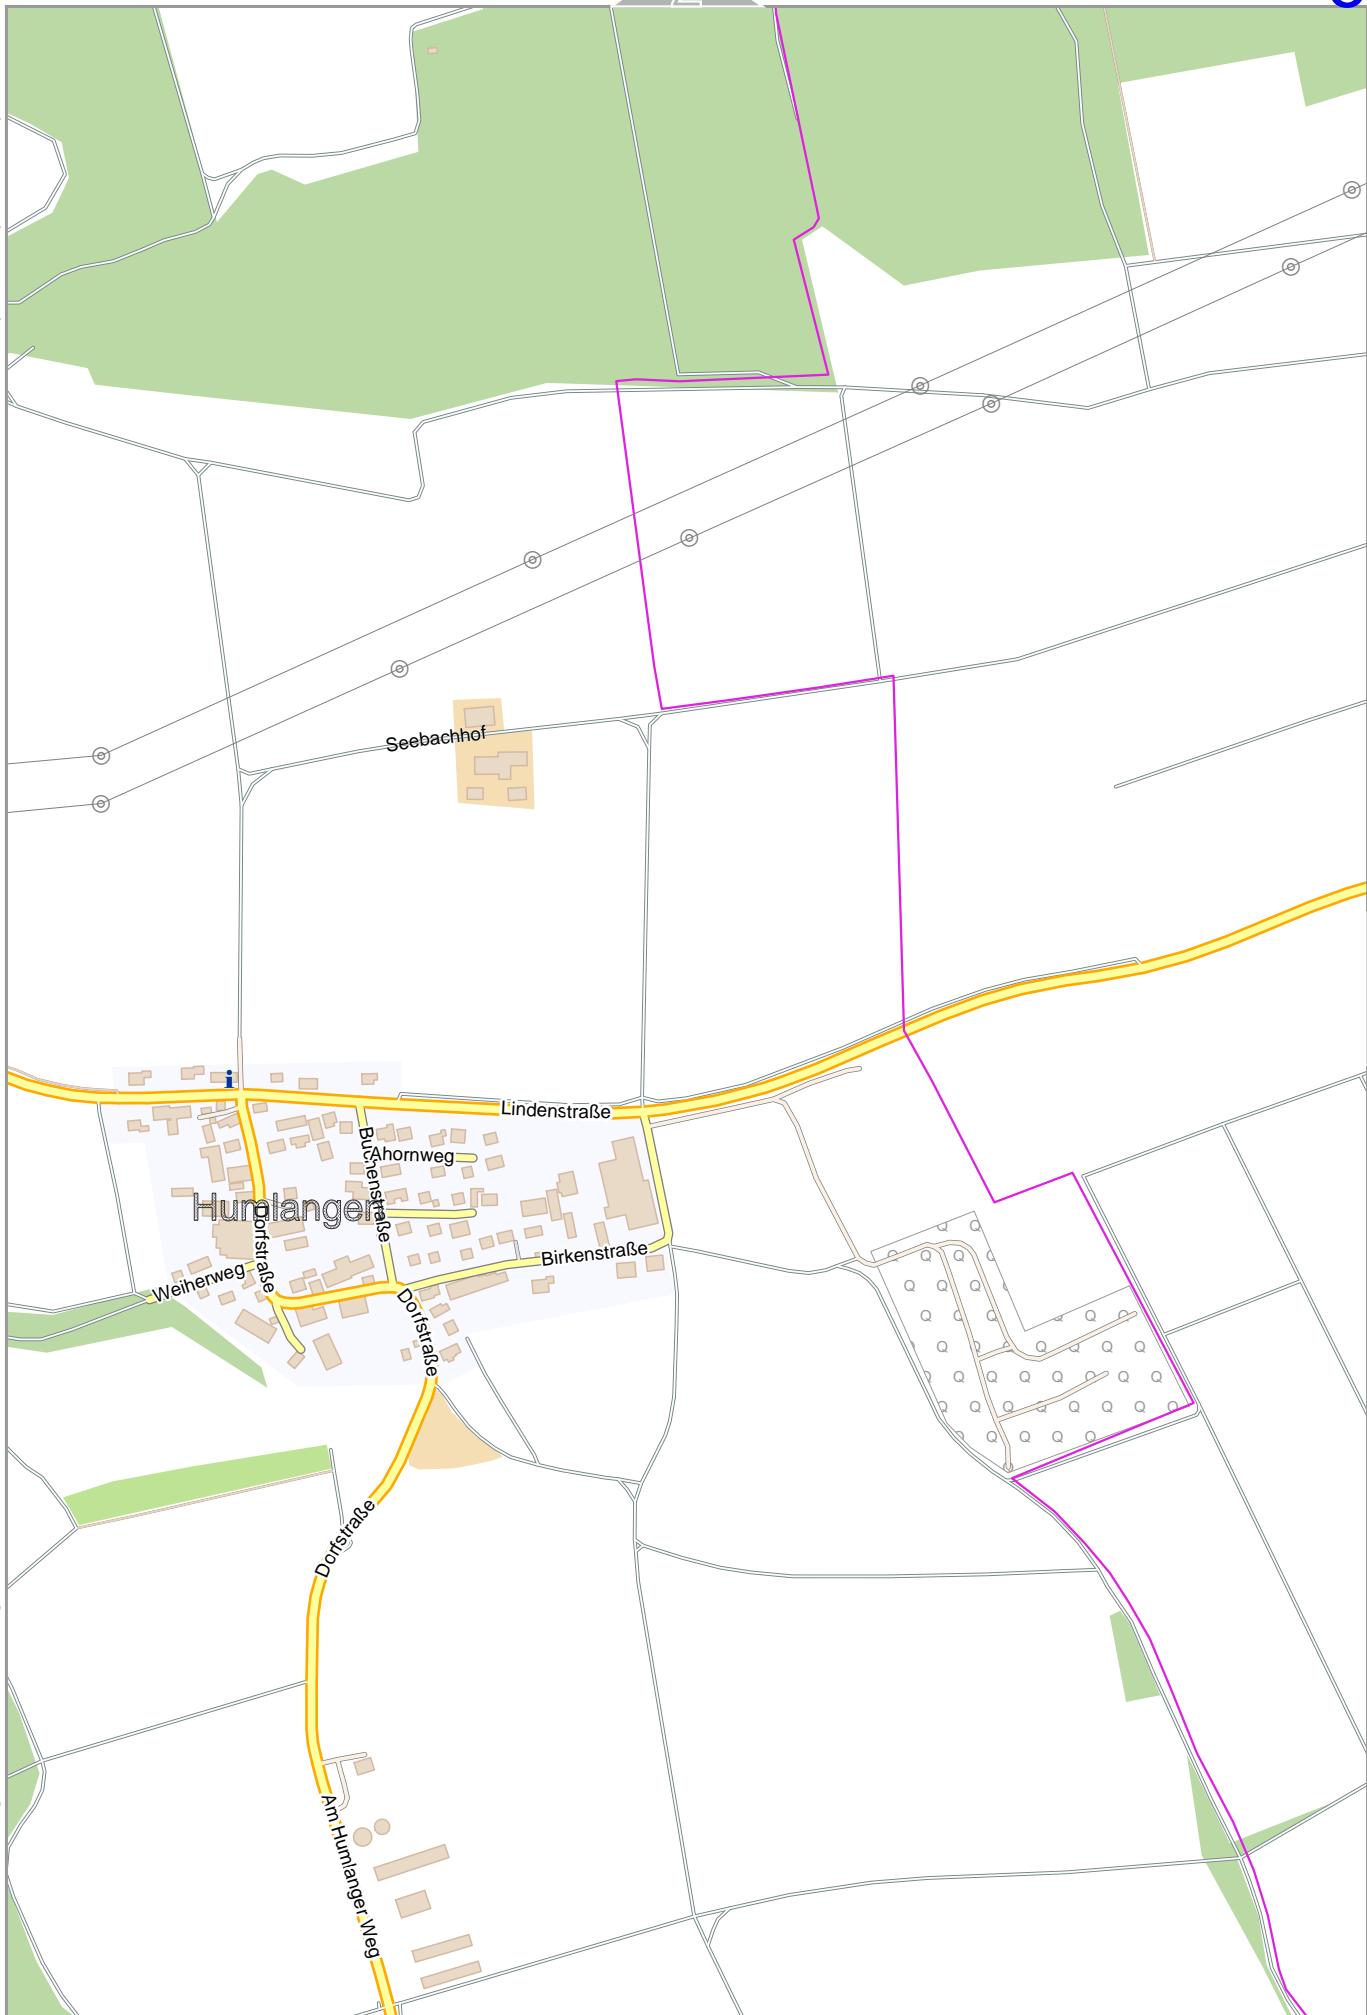 Seebachhof
i
Lindenstraße
Buchenstraße
Ahornweg
Humlangen
Dorfstraße
Birkenstraße
Weiherweg
Dorfstraße
Dorfstraße
Am Humlanger Weg